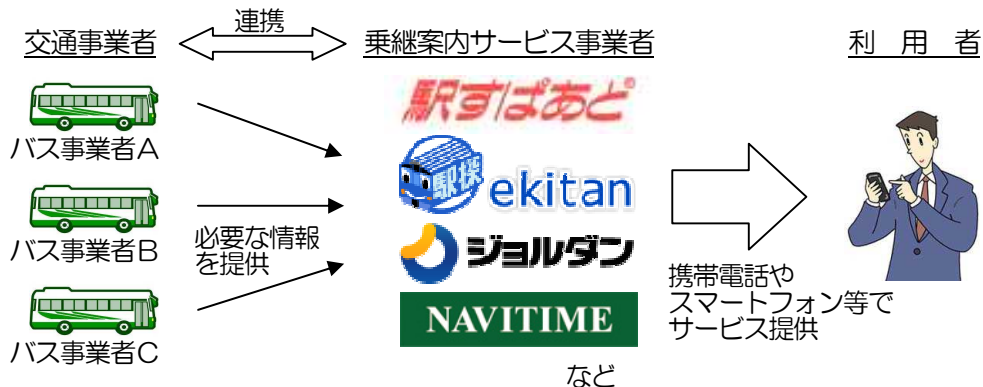 連携
交通事業者
乗継案内サービス事業者
利用者
バス事業者A
バス事業者B
バス事業者C
必要な情報
を提供
駅すぱあと
駅探
ekitan
ジョルダン
NAVITIME
など
携帯電話や
スマートフォン等で
サービス提供